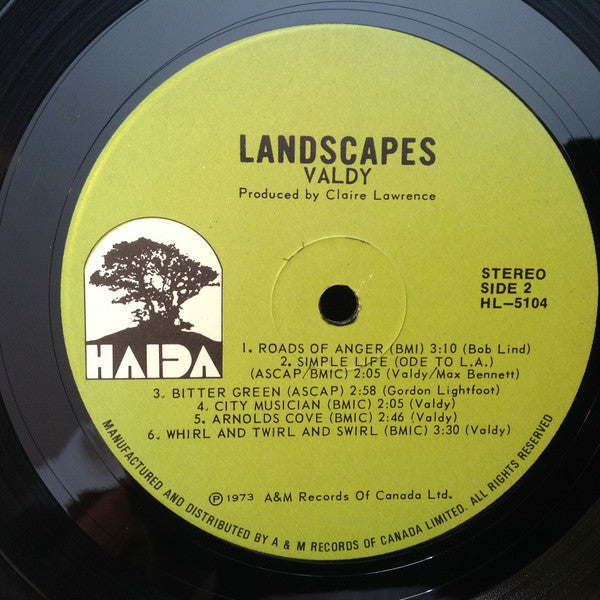 LANDSCAPES
VALDY
Produced by Claire Lawrence
HAIDA
STEREO
SIDE 2
HL-5104
1. ROADS OF ANGER (BMI) 3:10 (Bob Lind)
2. SIMPLE LIFE (ODE TO L.A.)
(ASCAP/BMIC) 2:05 (Valdy/Max Bennett)
3. BITTER GREEN (ASCAP) 2:58 (Gordon Lightfoot)
4. CITY MUSICIAN (BMIC) 2:05 (Valdy)
5. ARNOLDS COVE (BMIC) 2:46 (Valdy)
6. WHIRL AND TWIRL AND SWIRL (BMIC) 3:30 (Valdy)
℗ 1973 A&M Records Of Canada Ltd.
MANUFACTURED AND DISTRIBUTED BY A & M RECORDS OF CANADA LIMITED. ALL RIGHTS RESERVED